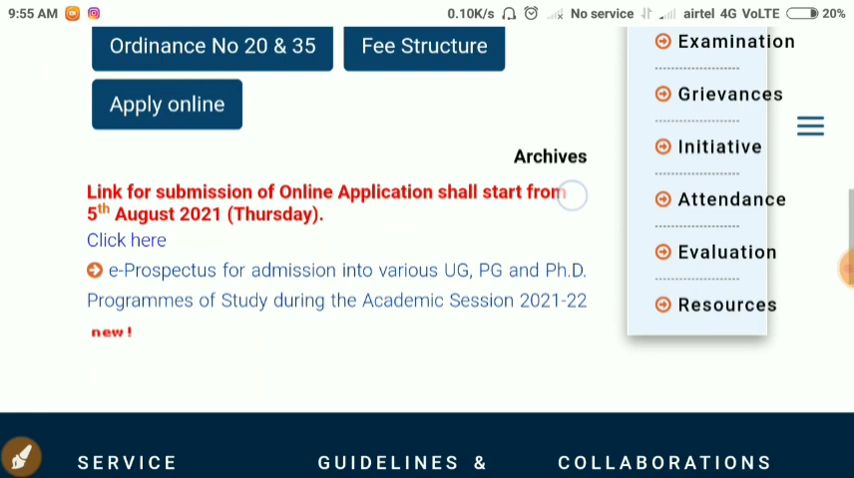 9:55 AM 0.10K/s No service airtel 4G VoLTE 20%
Ordinance No 20 & 35
Fee Structure
Apply online
Archives
Link for submission of Online Application shall start from
5th August 2021 (Thursday).
Click here
e-Prospectus for admission into various UG, PG and Ph.D.
Programmes of Study during the Academic Session 2021-22
new!
Examination
Grievances
Initiative
Attendance
Evaluation
Resources
SERVICE
GUIDELINES &
COLLABORATIONS